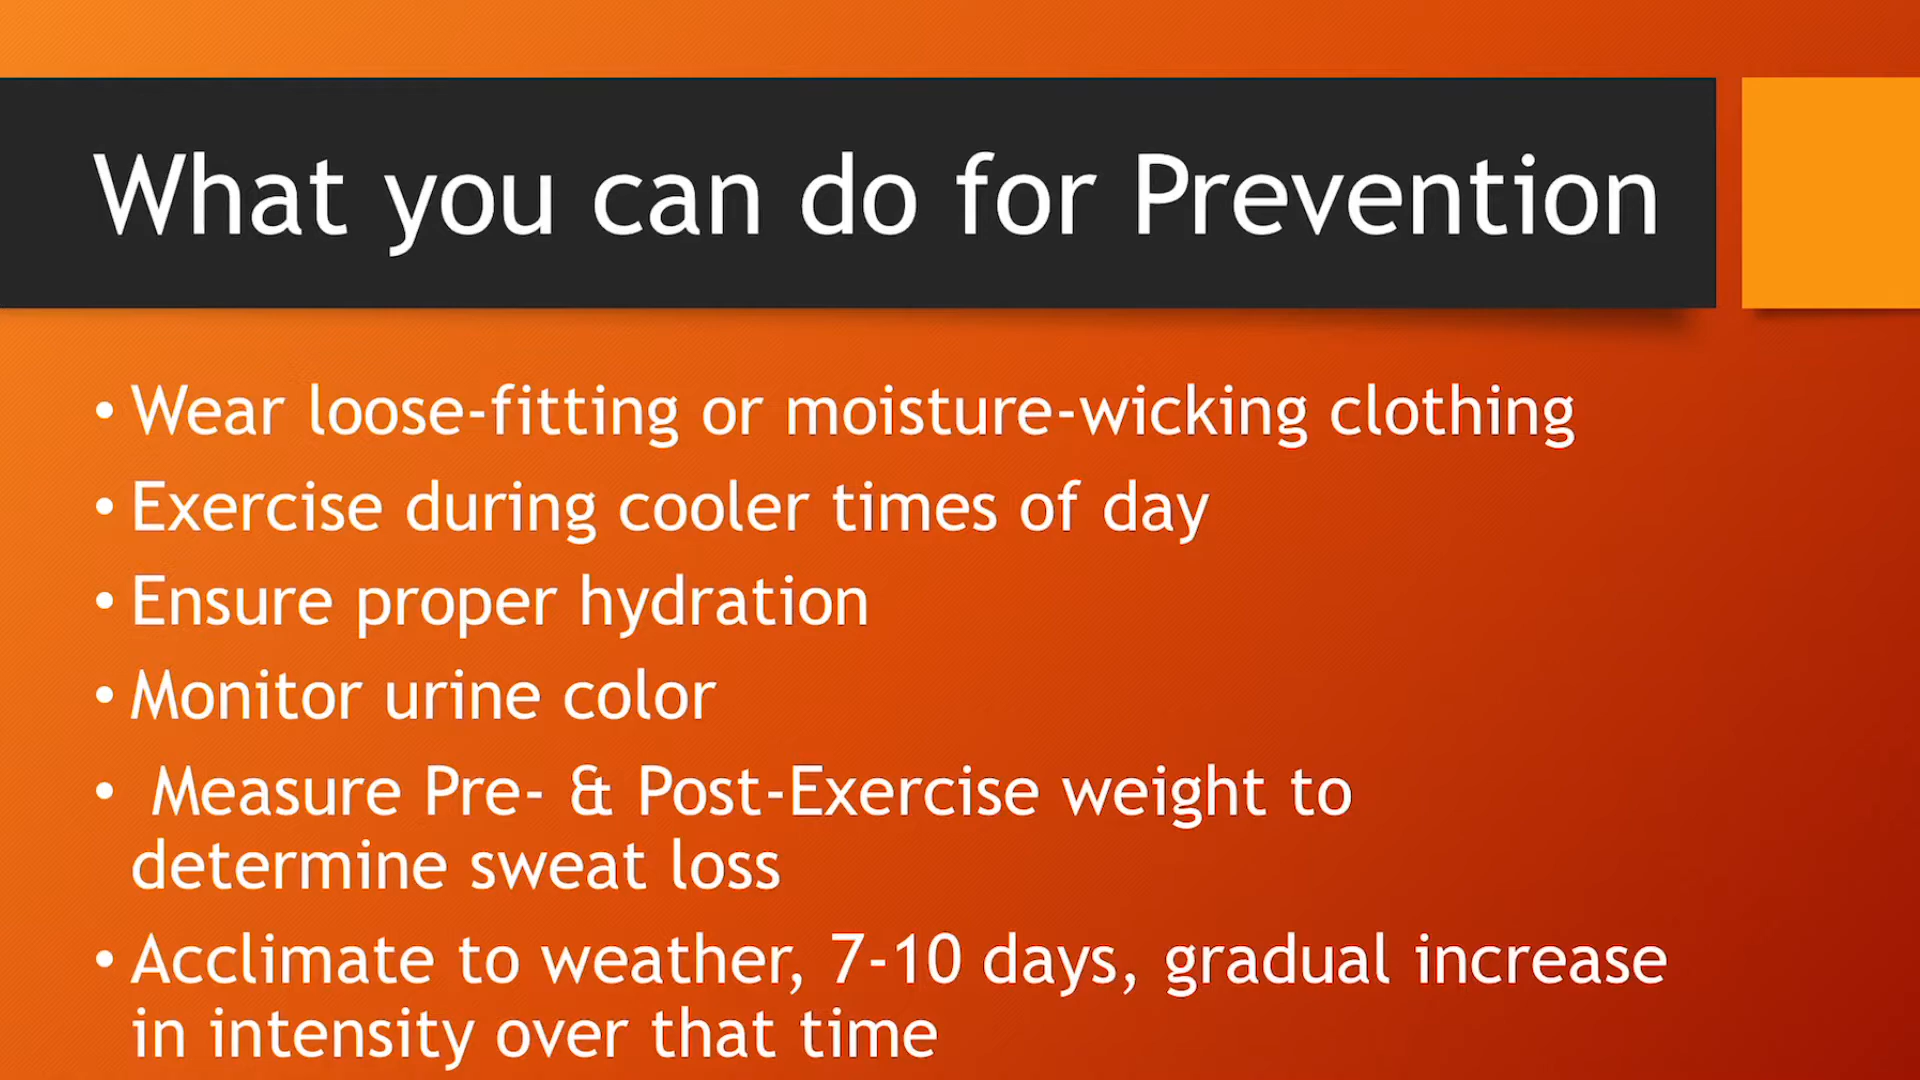 What you can do for Prevention
• Wear loose-fitting or moisture-wicking clothing
• Exercise during cooler times of day
• Ensure proper hydration
• Monitor urine color
• Measure Pre- & Post-Exercise weight to
determine sweat loss
• Acclimate to weather, 7-10 days, gradual increase
in intensity over that time